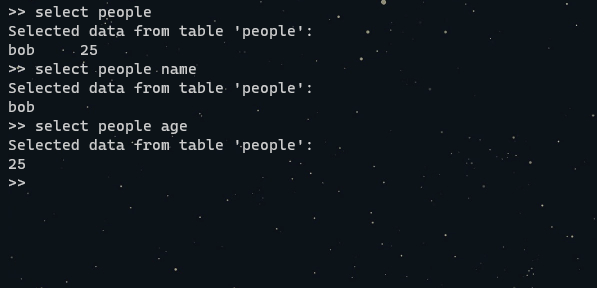 >> select people
Selected data from table 'people':
bob     25
>> select people name
Selected data from table 'people':
bob
>> select people age
Selected data from table 'people':
25
>>